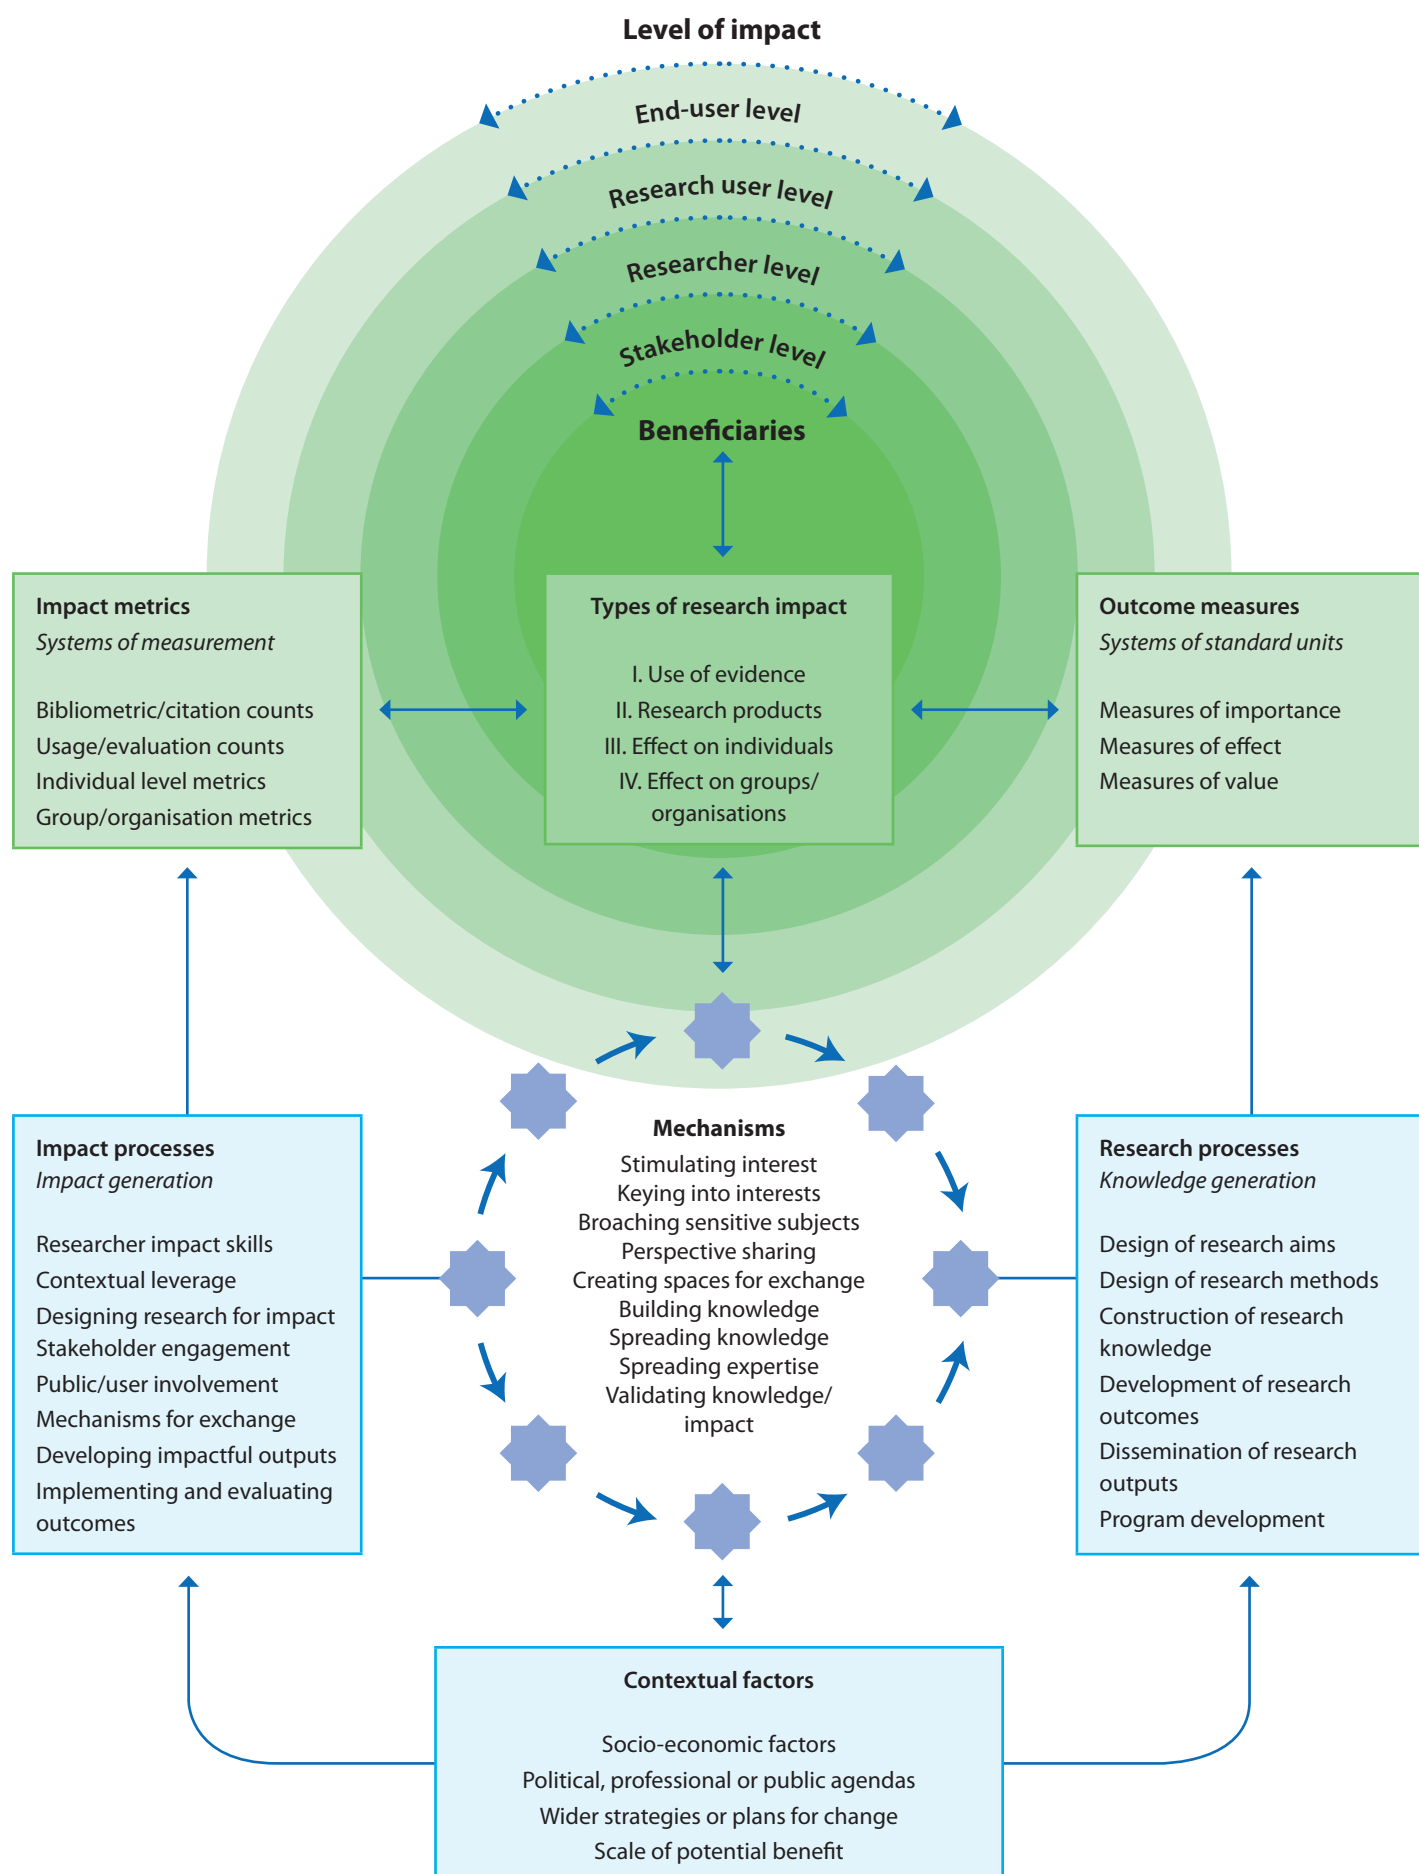 Level of impact
End-user level
Research user level
Researcher level
Stakeholder level
Beneficiaries
Impact metrics
Systems of measurement
Bibliometric/citation counts
Usage/evaluation counts
Individual level metrics
Group/organisation metrics
Types of research impact
I. Use of evidence
II. Research products
III. Effect on individuals
IV. Effect on groups/
organisations
Outcome measures
Systems of standard units
Measures of importance
Measures of effect
Measures of value
Impact processes
Impact generation
Researcher impact skills
Contextual leverage
Designing research for impact
Stakeholder engagement
Public/user involvement
Mechanisms for exchange
Developing impactful outputs
Implementing and evaluating
outcomes
Mechanisms
Stimulating interest
Keying into interests
Broaching sensitive subjects
Perspective sharing
Creating spaces for exchange
Building knowledge
Spreading knowledge
Spreading expertise
Validating knowledge/
impact
Research processes
Knowledge generation
Design of research aims
Design of research methods
Construction of research
knowledge
Development of research
outcomes
Dissemination of research
outputs
Program development
Contextual factors
Socio-economic factors
Political, professional or public agendas
Wider strategies or plans for change
Scale of potential benefit